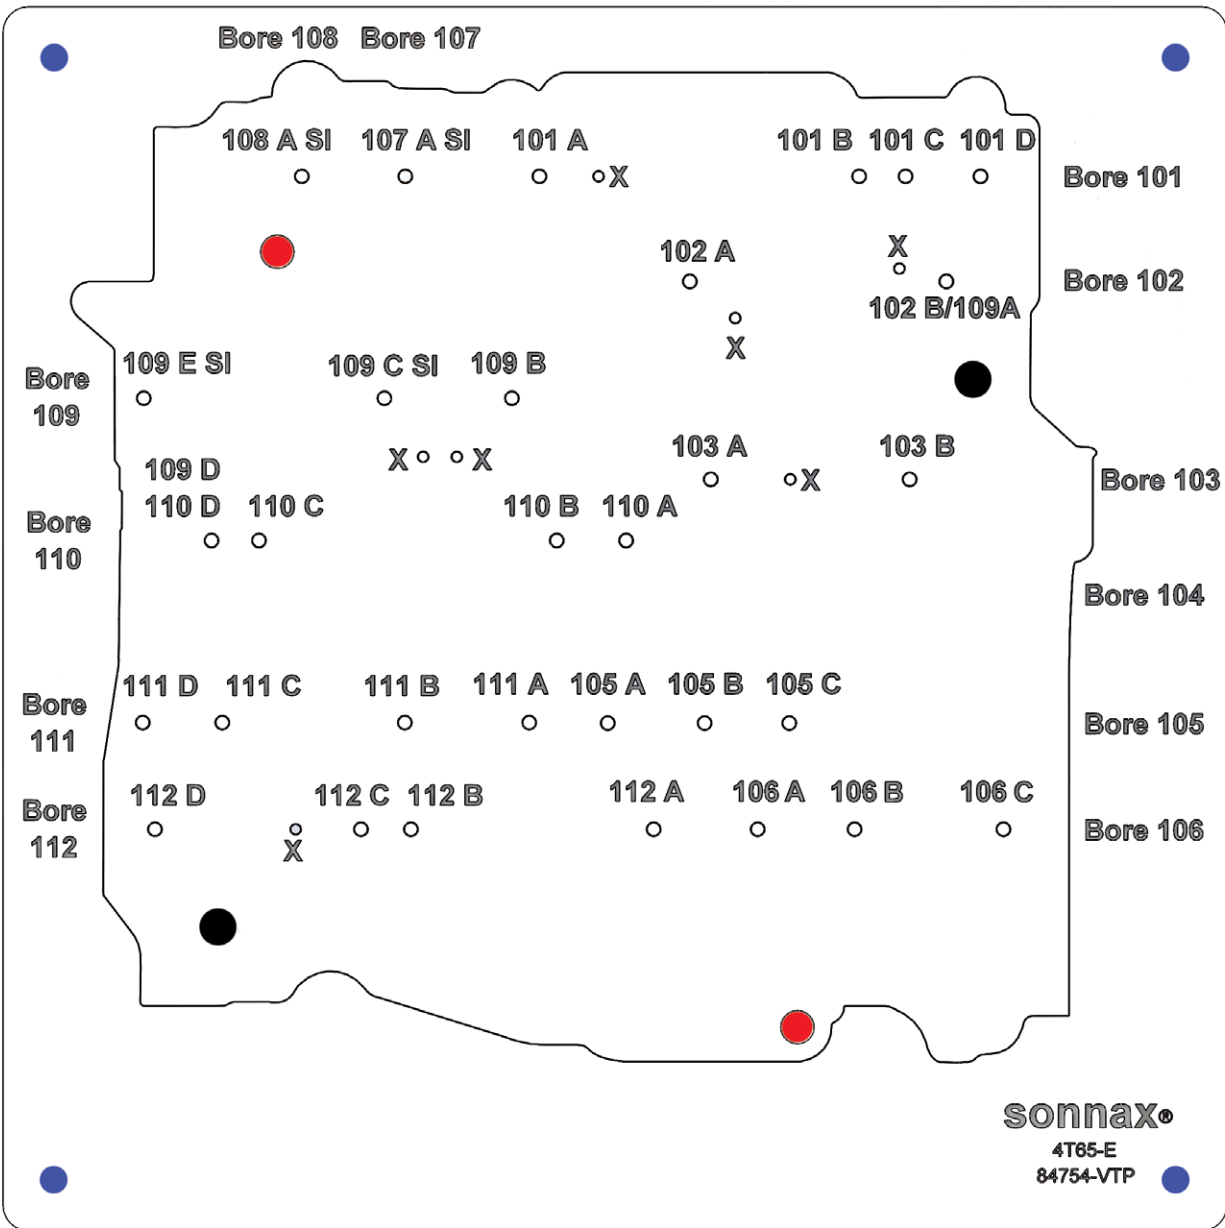 Bore 108 Bore 107
108 A SI 107 A SI 101 A 101 B 101 C 101 D
X Bore 101
X
102 A Bore 102
102 B/109A
X
109 E SI 109 C SI 109 B
Bore
109
103 A 103 B
X X
109 D
X Bore 103
110 D 110 C 110 B 110 A
Bore
110
Bore 104
111 D 111 C 111 B 111 A 105 A 105 B 105 C
Bore
111
Bore 105
112 D 112 C 112 B 112 A 106 A 106 B 106 C
Bore
112
Bore 106
X
sonnax®
4T65-E
84754-VTP